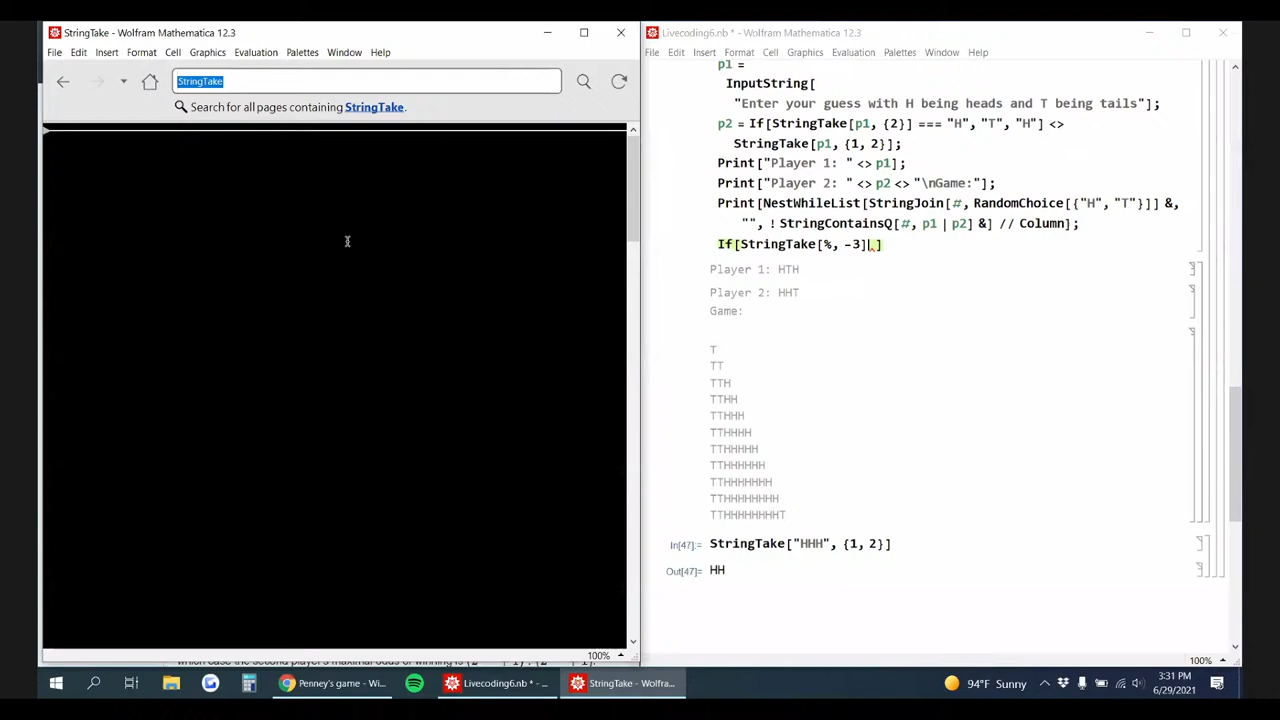 StringTake - Wolfram Mathematica 12.3
File Edit Insert Format Cell Graphics Evaluation Palettes Window Help
StringTake
Search for all pages containing StringTake.
100%
Livecoding6.nb * - Wolfram Mathematica 12.3
File Edit Insert Format Cell Graphics Evaluation Palettes Window Help
p1 =
InputString[
"Enter your guess with H being heads and T being tails"];
p2 = If[StringTake[p1, {2}] === "H", "T", "H"] <>
StringTake[p1, {1, 2}];
Print["Player 1: " <> p1];
Print["Player 2: " <> p2 <> "\nGame:"];
Print[NestWhileList[StringJoin[#, RandomChoice[{"H", "T"}]] &,
"", ! StringContainsQ[#, p1 | p2] &] // Column];
If[StringTake[%, -3] ]
Player 1: HTH
Player 2: HHT
Game:
T
TT
TTH
TTHH
TTHHH
TTHHHH
TTHHHHH
TTHHHHHH
TTHHHHHHH
TTHHHHHHHH
TTHHHHHHHHT
In[47]:= StringTake["HHH", {1, 2}]
Out[47]= HH
100%
Penney's game - Wi...
Livecoding6.nb * - ...
StringTake - Wolfra...
94°F Sunny
3:31 PM
6/29/2021